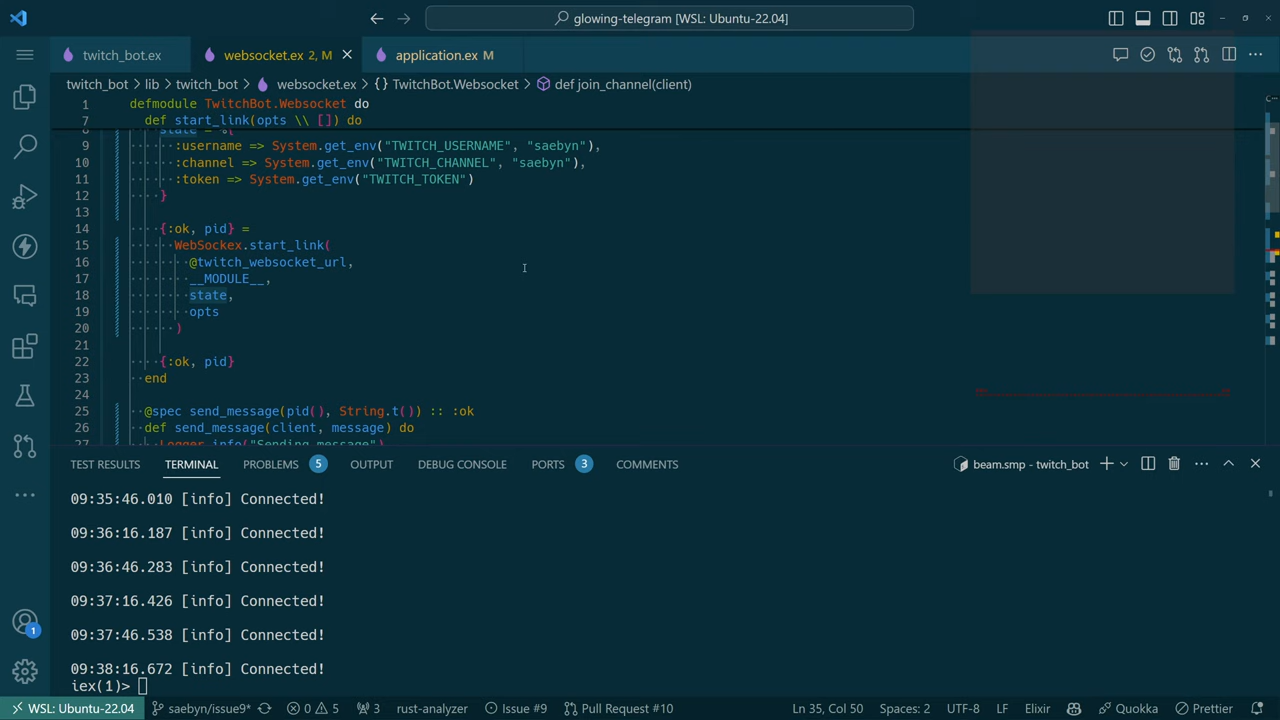 glowing-telegram [WSL: Ubuntu-22.04]
twitch_bot.ex
websocket.ex 2, M
application.ex M
twitch_bot > lib > twitch_bot > websocket.ex > {} TwitchBot.Websocket > def join_channel(client)
1 defmodule TwitchBot.Websocket do
7 def start_link(opts \\ []) do
8 state = %{
9 :username => System.get_env("TWITCH_USERNAME", "saebyn"),
10 :channel => System.get_env("TWITCH_CHANNEL", "saebyn"),
11 :token => System.get_env("TWITCH_TOKEN")
12 }
13
14 {:ok, pid} =
15 WebSockex.start_link(
16 @twitch_websocket_url,
17 __MODULE__,
18 state,
19 opts
20 )
21
22 {:ok, pid}
23 end
24
25 @spec send_message(pid(), String.t()) :: :ok
26 def send_message(client, message) do
27 Logger.info("Sending message")
TEST RESULTS TERMINAL PROBLEMS 5 OUTPUT DEBUG CONSOLE PORTS 3 COMMENTS
beam.smp - twitch_bot
09:35:46.010 [info] Connected!
09:36:16.187 [info] Connected!
09:36:46.283 [info] Connected!
09:37:16.426 [info] Connected!
09:37:46.538 [info] Connected!
09:38:16.672 [info] Connected!
iex(1)>
1
WSL: Ubuntu-22.04 saebyn/issue9* 0 5 3 rust-analyzer Issue #9 Pull Request #10 Ln 35, Col 50 Spaces: 2 UTF-8 LF Elixir Quokka Prettier